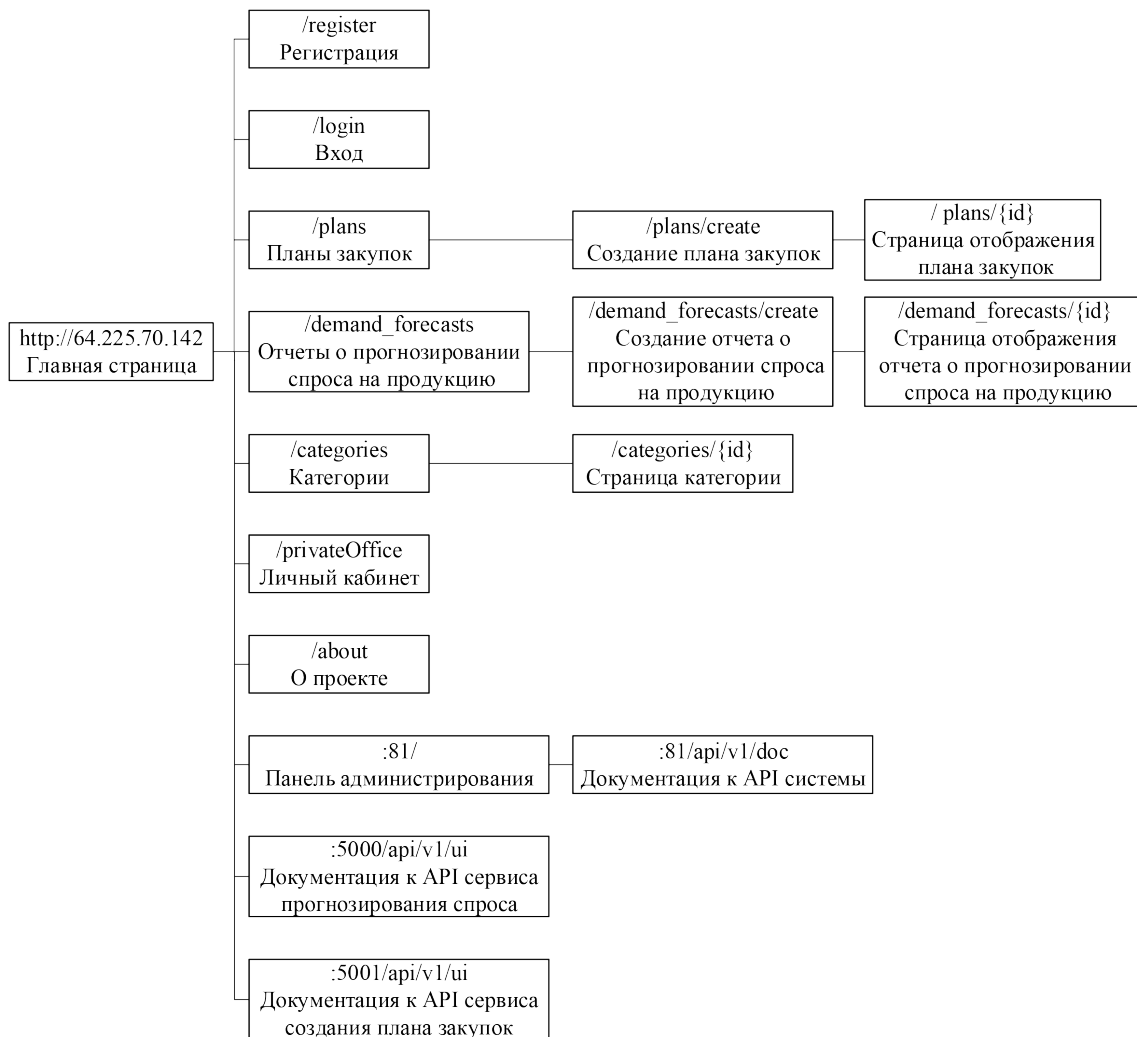 /register
Регистрация
/login
Вход
/plans
Планы закупок
/plans/create
Создание плана закупок
/ plans/{id}
Страница отображения
плана закупок
http://64.225.70.142
Главная страница
/demand_forecasts
Отчеты о прогнозировании
спроса на продукцию
/demand_forecasts/create
Создание отчета о
прогнозировании спроса
на продукцию
/demand_forecasts/{id}
Страница отображения
отчета о прогнозировании
спроса на продукцию
/categories
Категории
/categories/{id}
Страница категории
/privateOffice
Личный кабинет
/about
О проекте
:81/
Панель администрирования
:81/api/v1/doc
Документация к API системы
:5000/api/v1/ui
Документация к API сервиса
прогнозирования спроса
:5001/api/v1/ui
Документация к API сервиса
создания плана закупок